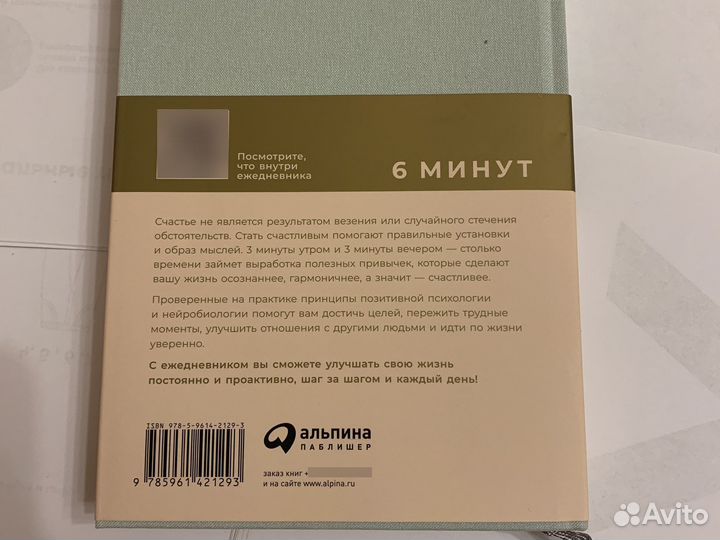 Посмотрите,
что внутри
ежедневника
6 МИНУТ
Счастье не является результатом везения или случайного стечения
обстоятельств. Стать счастливым помогают правильные установки
и образ мыслей. 3 минуты утром и 3 минуты вечером — столько
времени займет выработка полезных привычек, которые сделают
вашу жизнь осознаннее, гармоничнее, а значит — счастливее.
Проверенные на практике принципы позитивной психологии
и нейробиологии помогут вам достичь целей, пережить трудные
моменты, улучшить отношения с другими людьми и идти по жизни
уверенно.
С ежедневником вы сможете улучшать свою жизнь
постоянно и проактивно, шаг за шагом и каждый день!
ISBN 978-5-9614-2129-3
9 785961 421293
альпина
ПАБЛИШЕР
заказ книг +
и на сайте www.alpina.ru
Avito